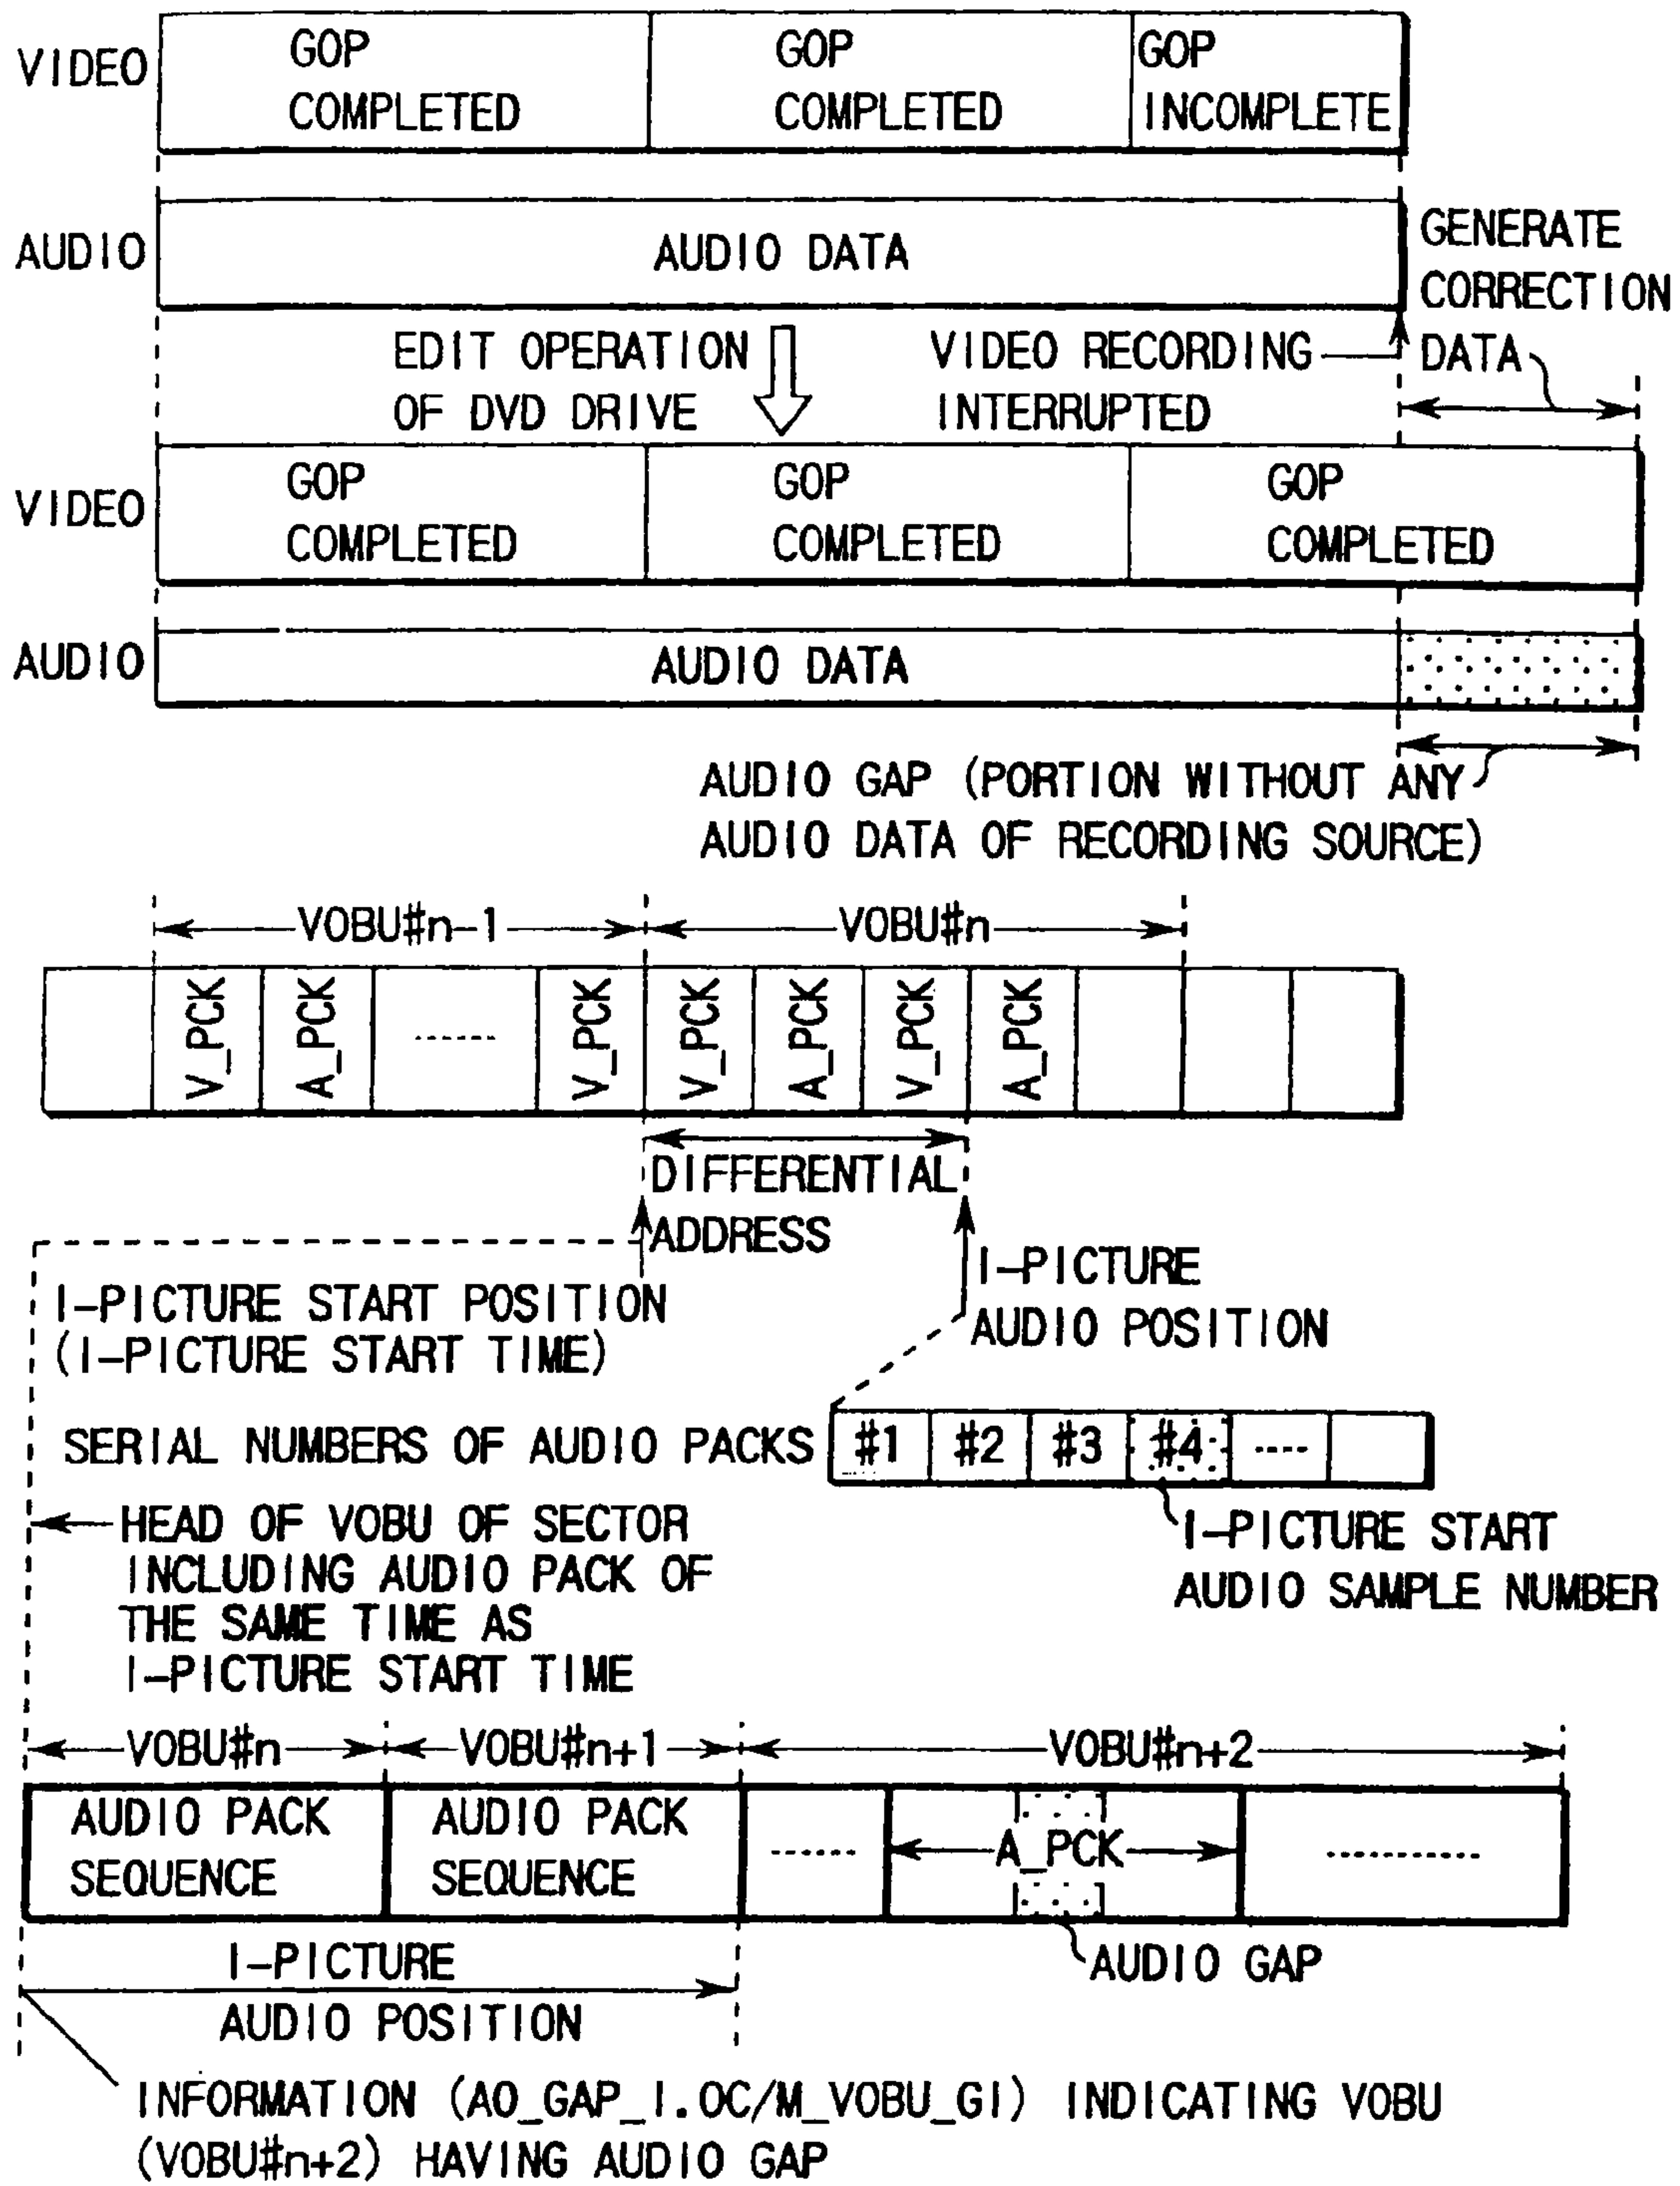 VIDEO
GOP COMPLETED
GOP COMPLETED
GOP INCOMPLETE
AUDIO
AUDIO DATA
GENERATE
CORRECTION
DATA
EDIT OPERATION
OF DVD DRIVE
VIDEO RECORDING
INTERRUPTED
VIDEO
GOP COMPLETED
GOP COMPLETED
GOP COMPLETED
AUDIO
AUDIO DATA
AUDIO GAP (PORTION WITHOUT ANY
AUDIO DATA OF RECORDING SOURCE)
VOBU#n-1
VOBU#n
V_PCK
A_PCK
V_PCK
V_PCK
A_PCK
V_PCK
A_PCK
DIFFERENTIAL
ADDRESS
I-PICTURE START POSITION
(I-PICTURE START TIME)
I-PICTURE
AUDIO POSITION
SERIAL NUMBERS OF AUDIO PACKS
#1 #2 #3 #4 ----
I-PICTURE START
AUDIO SAMPLE NUMBER
HEAD OF VOBU OF SECTOR
INCLUDING AUDIO PACK OF
THE SAME TIME AS
I-PICTURE START TIME
VOBU#n
VOBU#n+1
VOBU#n+2
AUDIO PACK
SEQUENCE
AUDIO PACK
SEQUENCE
A_PCK
AUDIO GAP
I-PICTURE
AUDIO POSITION
INFORMATION (A0_GAP_I.OC/M_VOBU_GI) INDICATING VOBU
(VOBU#n+2) HAVING AUDIO GAP